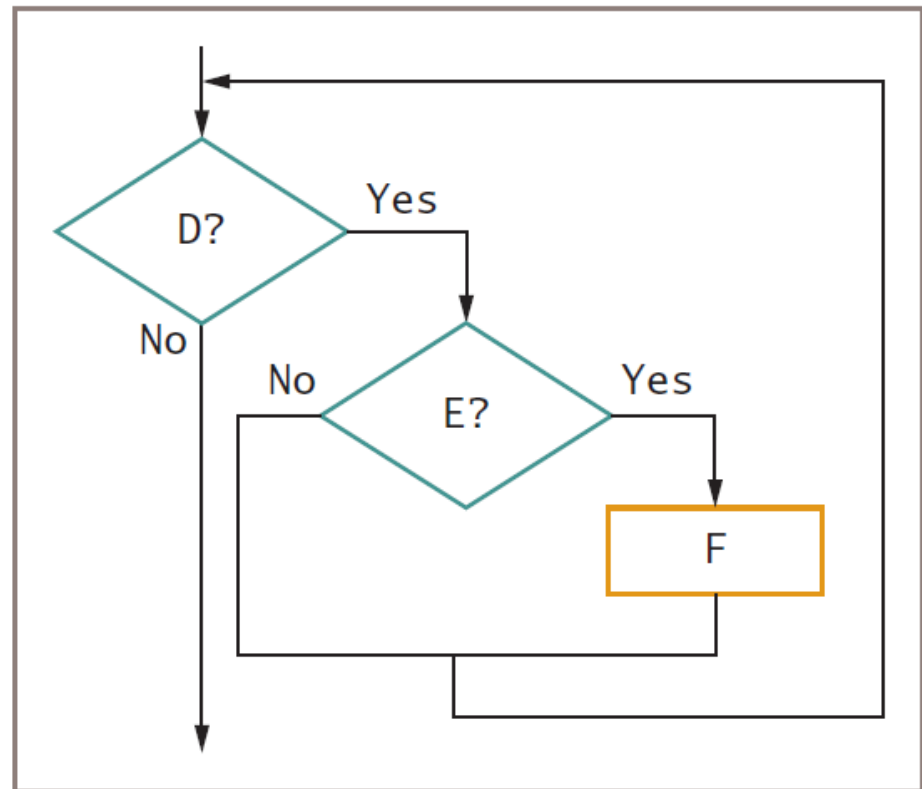 Yes
D?
No
No
Yes
E?
F